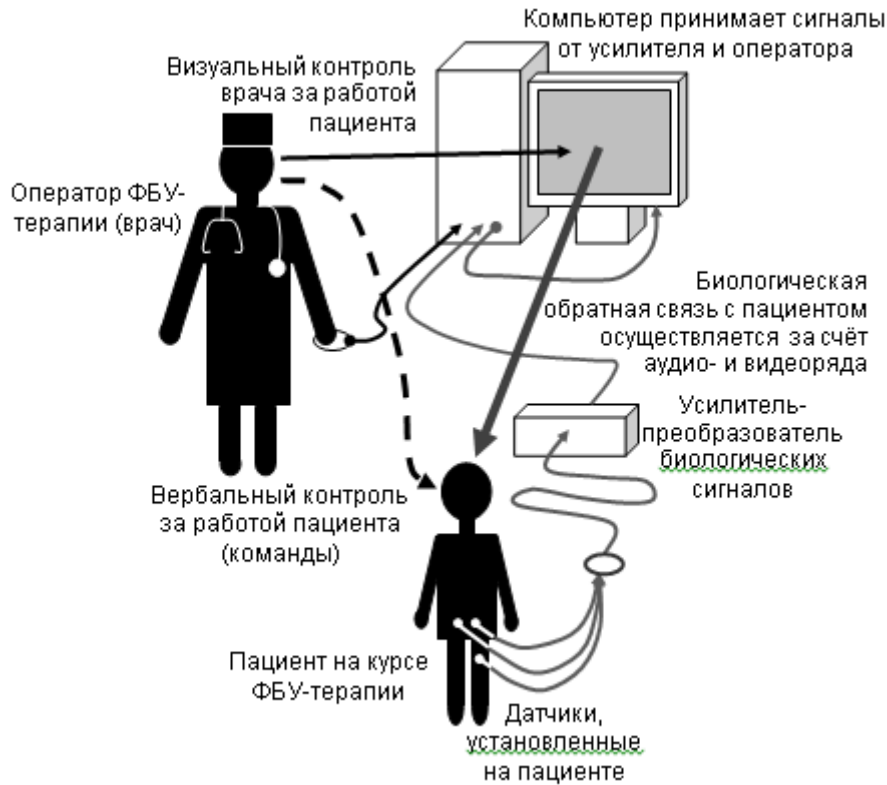 Компьютер принимает сигналы
от усилителя и оператора
Визуальный контроль
врача за работой
пациента
Оператор ФБУ-
терапии (врач)
Биологическая
обратная связь с пациентом
осуществляется за счёт
аудио- и видеоряда
Усилитель-
преобразователь
биологических
сигналов
Вербальный контроль
за работой пациента
(команды)
Пациент на курсе
ФБУ-терапии
Датчики,
установленные
на пациенте